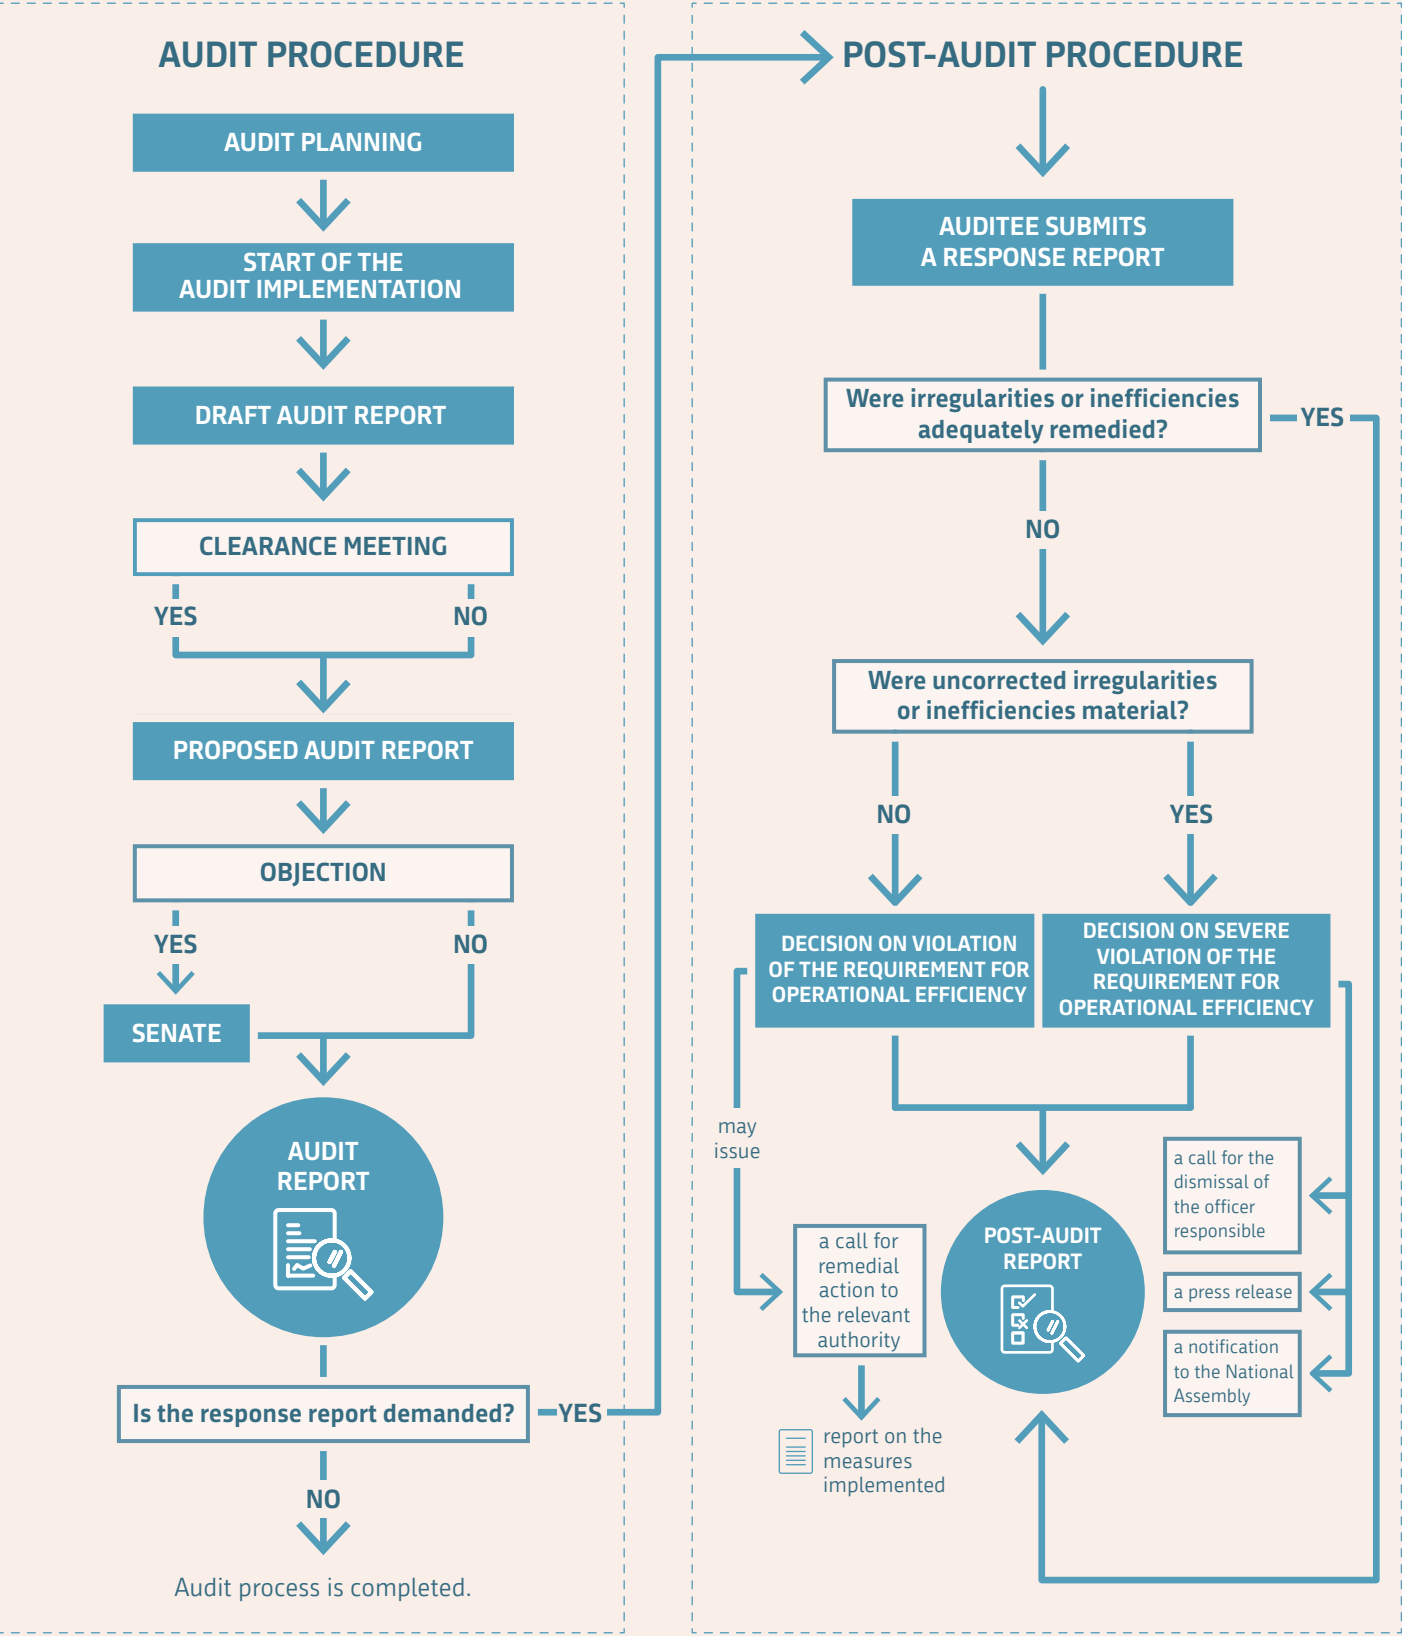 AUDIT PROCEDURE
AUDIT PLANNING
START OF THE
AUDIT IMPLEMENTATION
DRAFT AUDIT REPORT
CLEARANCE MEETING
YES
NO
PROPOSED AUDIT REPORT
OBJECTION
YES
NO
SENATE
AUDIT
REPORT
Is the response report demanded?
YES
NO
Audit process is completed.
POST-AUDIT PROCEDURE
AUDITEE SUBMITS
A RESPONSE REPORT
Were irregularities or inefficiencies
adequately remedied?
YES
NO
Were uncorrected irregularities
or inefficiencies material?
NO
YES
DECISION ON VIOLATION
OF THE REQUIREMENT FOR
OPERATIONAL EFFICIENCY
DECISION ON SEVERE
VIOLATION OF THE
REQUIREMENT FOR
OPERATIONAL EFFICIENCY
may
issue
a call for
remedial
action to
the relevant
authority
report on the
measures
implemented
POST-AUDIT
REPORT
a call for the
dismissal of
the officer
responsible
a press release
a notification
to the National
Assembly